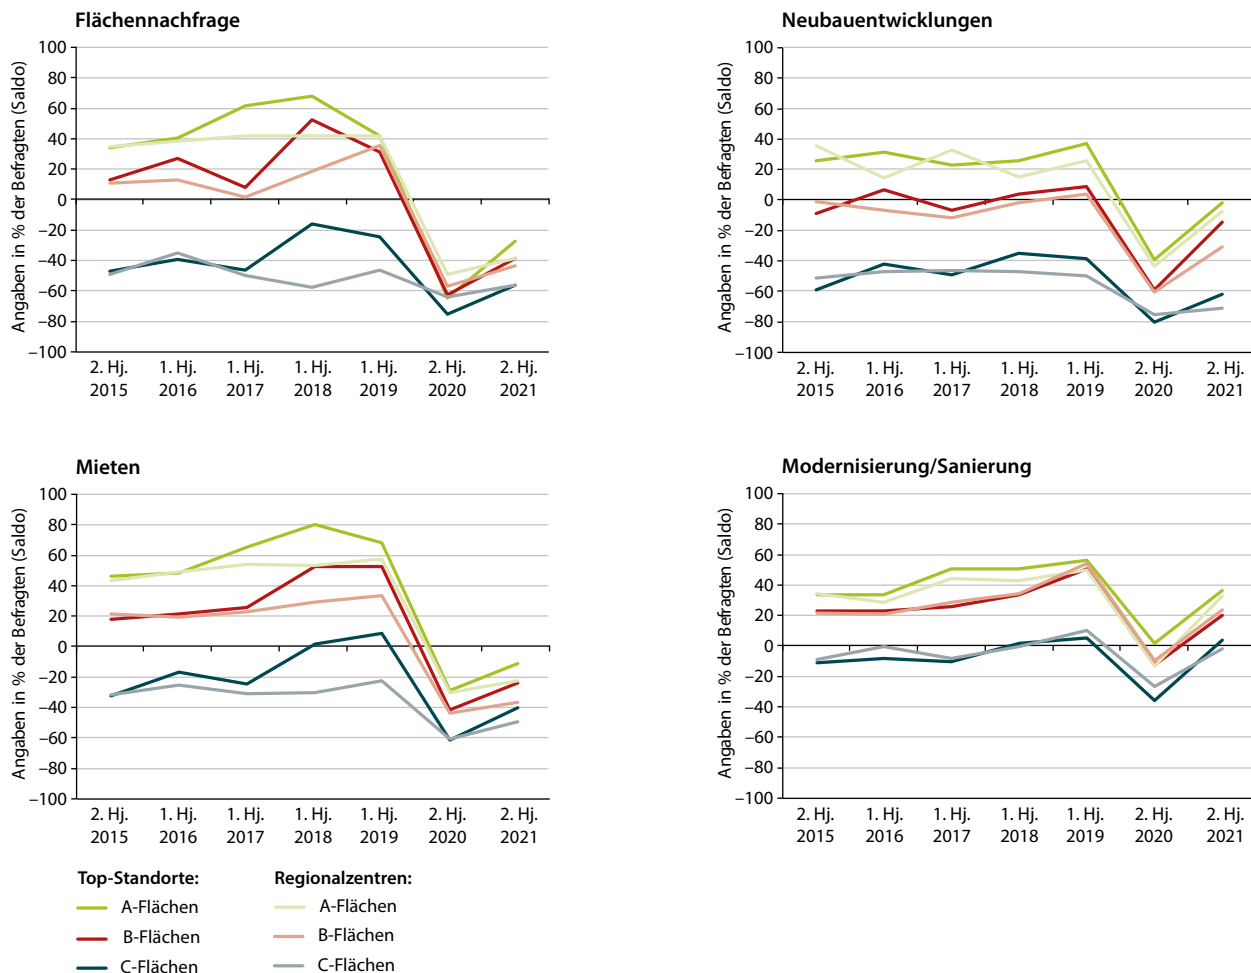 Flächennachfrage
Angaben in % der Befragten (Saldo)
100
80
60
40
20
0
–20
–40
–60
–80
–100
2. Hj. 1. Hj. 1. Hj. 1. Hj. 1. Hj. 2. Hj. 2. Hj.
2015 2016 2017 2018 2019 2020 2021
Neubauentwicklungen
Angaben in % der Befragten (Saldo)
100
80
60
40
20
0
–20
–40
–60
–80
–100
2. Hj. 1. Hj. 1. Hj. 1. Hj. 1. Hj. 2. Hj. 2. Hj.
2015 2016 2017 2018 2019 2020 2021
Mieten
Angaben in % der Befragten (Saldo)
100
80
60
40
20
0
–20
–40
–60
–80
–100
2. Hj. 1. Hj. 1. Hj. 1. Hj. 1. Hj. 2. Hj. 2. Hj.
2015 2016 2017 2018 2019 2020 2021
Modernisierung/Sanierung
Angaben in % der Befragten (Saldo)
100
80
60
40
20
0
–20
–40
–60
–80
–100
2. Hj. 1. Hj. 1. Hj. 1. Hj. 1. Hj. 2. Hj. 2. Hj.
2015 2016 2017 2018 2019 2020 2021
Top-Standorte:
A-Flächen
B-Flächen
C-Flächen
Regionalzentren:
A-Flächen
B-Flächen
C-Flächen